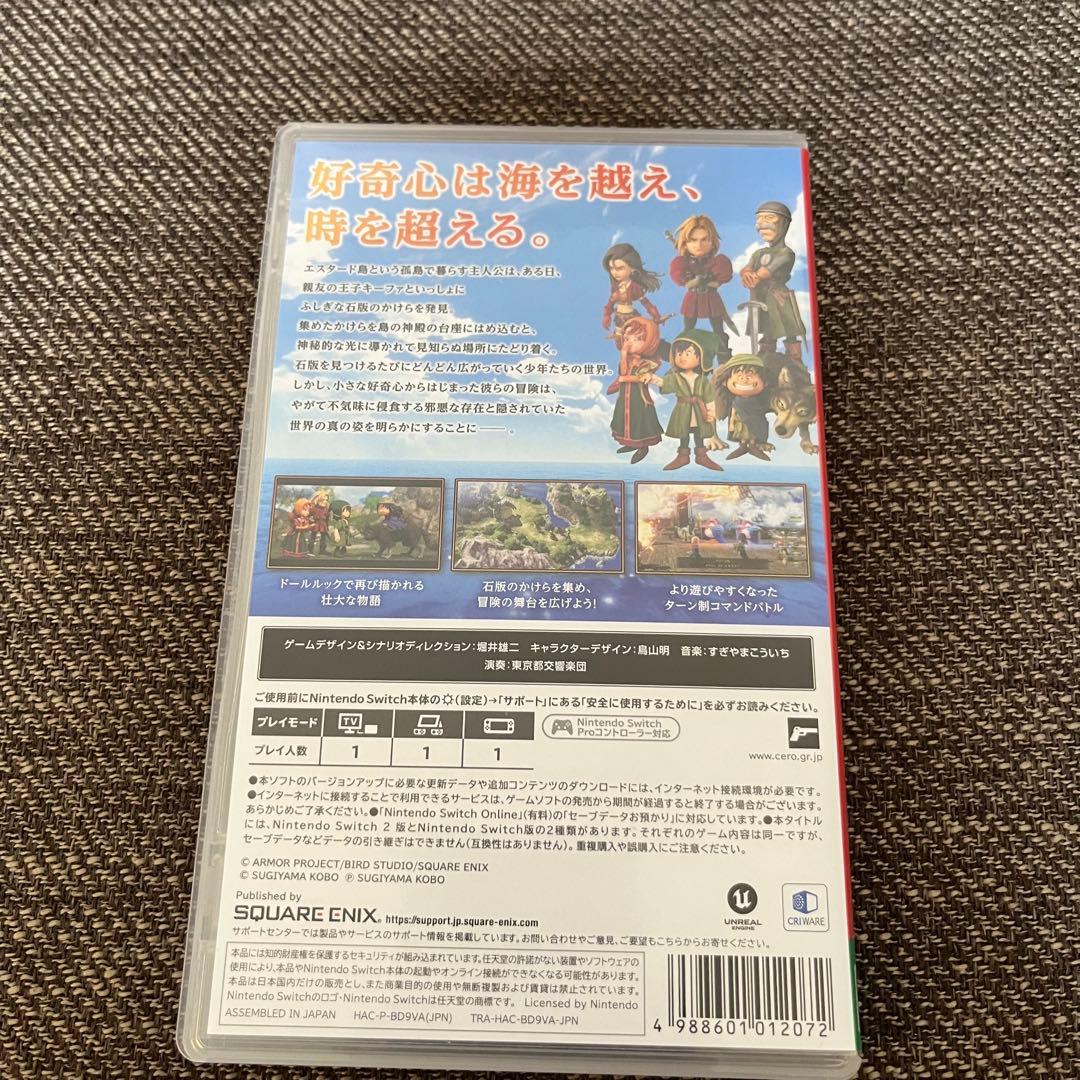 好奇心は海を越え、
時を超える。
エスタード島という孤島で暮らす主人公は、ある日、
親友の王子キーファといっしょに
ふしぎな石版のかけらを発見。
集めたかけらを島の神殿の台座にはめ込むと、
神秘的な光に導かれて見知らぬ場所にたどり着く。
石版を見つけるたびにどんどん広がっていく少年たちの世界。
しかし、小さな好奇心からはじまった彼らの冒険は、
やがて不気味に侵食する邪悪な存在と隠されていた
世界の真の姿を明らかにすることに――。
ドールルックで再び描かれる
壮大な物語
石版のかけらを集め、
冒険の舞台を広げよう!
より遊びやすくなった
ターン制コマンドバトル
ゲームデザイン&シナリオディレクション:堀井雄二 キャラクターデザイン:鳥山明 音楽:すぎやまこういち
演奏:東京都交響楽団
ご使用前にNintendo Switch本体の(設定)→「サポート」にある「安全に使用するために」を必ずお読みください。
プレイモード TV
Nintendo Switch
Proコントローラー対応
プレイ人数 1 1 1
www.cero.gr.jp
●本ソフトのバージョンアップに必要な更新データや追加コンテンツのダウンロードには、インターネット接続環境が必要です。
●インターネットに接続することで利用できるサービスは、ゲームソフトの発売から期間が経過すると終了する場合がございます。
あらかじめご了承ください。●「Nintendo Switch Online」(有料)の「セーブデータお預かり」に対応しています。●本タイトル
には、Nintendo Switch 2 版とNintendo Switch版の2種類があります。それぞれのゲーム内容は同一ですが、
セーブデータなどデータの引き継ぎはできません(互換性はありません)。重複購入や誤購入にご注意ください。
© ARMOR PROJECT/BIRD STUDIO/SQUARE ENIX
© SUGIYAMA KOBO ℗ SUGIYAMA KOBO
Published by
SQUARE ENIX. https://support.jp.square-enix.com
UNREAL
ENGINE
CRIWARE
サポートセンターでは製品やサービスのサポート情報を掲載しています。お問い合わせやご意見、ご要望もこちらからお寄せください。
本品には知的財産権を保護するセキュリティが組み込まれています。任天堂の許諾がない装置やソフトウェアの
使用により、本品やNintendo Switch本体の起動やオンライン接続ができなくなる可能性があります。
本品は日本国内だけの販売とし、また商業目的の使用や無断複製および賃貸は禁止されています。
Nintendo Switchのロゴ・Nintendo Switchは任天堂の商標です。 Licensed by Nintendo
ASSEMBLED IN JAPAN HAC-P-BD9VA(JPN) TRA-HAC-BD9VA-JPN
4 988601 012072